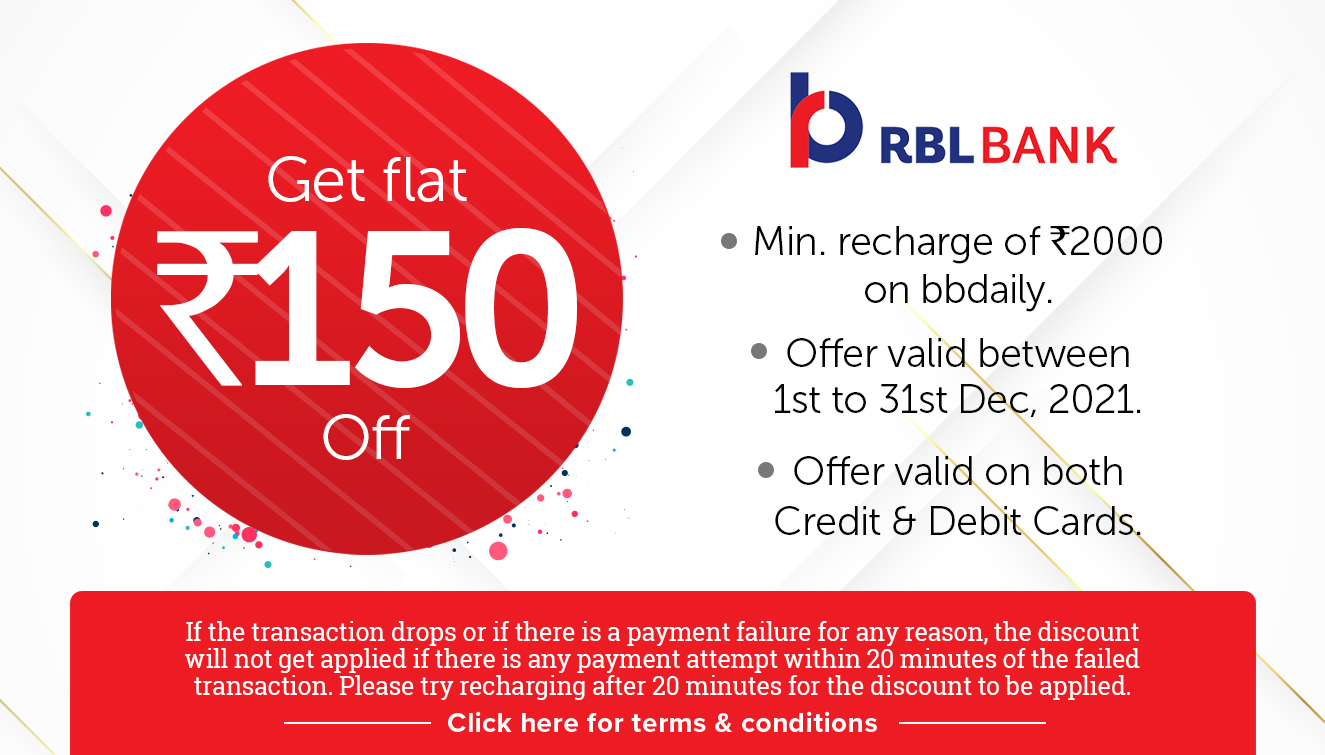 Get flat
₹150
Off
RBL BANK
• Min. recharge of ₹2000
on bbdaily.
• Offer valid between
1st to 31st Dec, 2021.
• Offer valid on both
Credit & Debit Cards.
If the transaction drops or if there is a payment failure for any reason, the discount
will not get applied if there is any payment attempt within 20 minutes of the failed
transaction. Please try recharging after 20 minutes for the discount to be applied.
Click here for terms & conditions